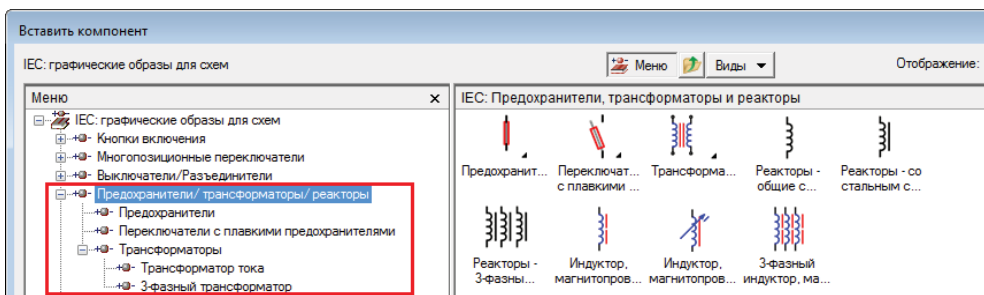 Вставить компонент
IEC: графические образы для схем
Меню
Виды
Отображение:
Меню
IEC: графические образы для схем
Кнопки включения
Многопозиционные переключатели
Выключатели/Разъединители
Предохранители/ трансформаторы/ реакторы
Предохранители
Переключатели с плавкими предохранителями
Трансформаторы
Трансформатор тока
3-фазный трансформатор
IEC: Предохранители, трансформаторы и реакторы
Предохранит...
Переключат...
с плавкими ...
Трансформа...
Реакторы -
общие с...
Реакторы - со
стальным с...
Реакторы -
3-фазны...
Индуктор,
магнитопров...
Индуктор,
магнитопров...
3-фазный
индуктор, ма...